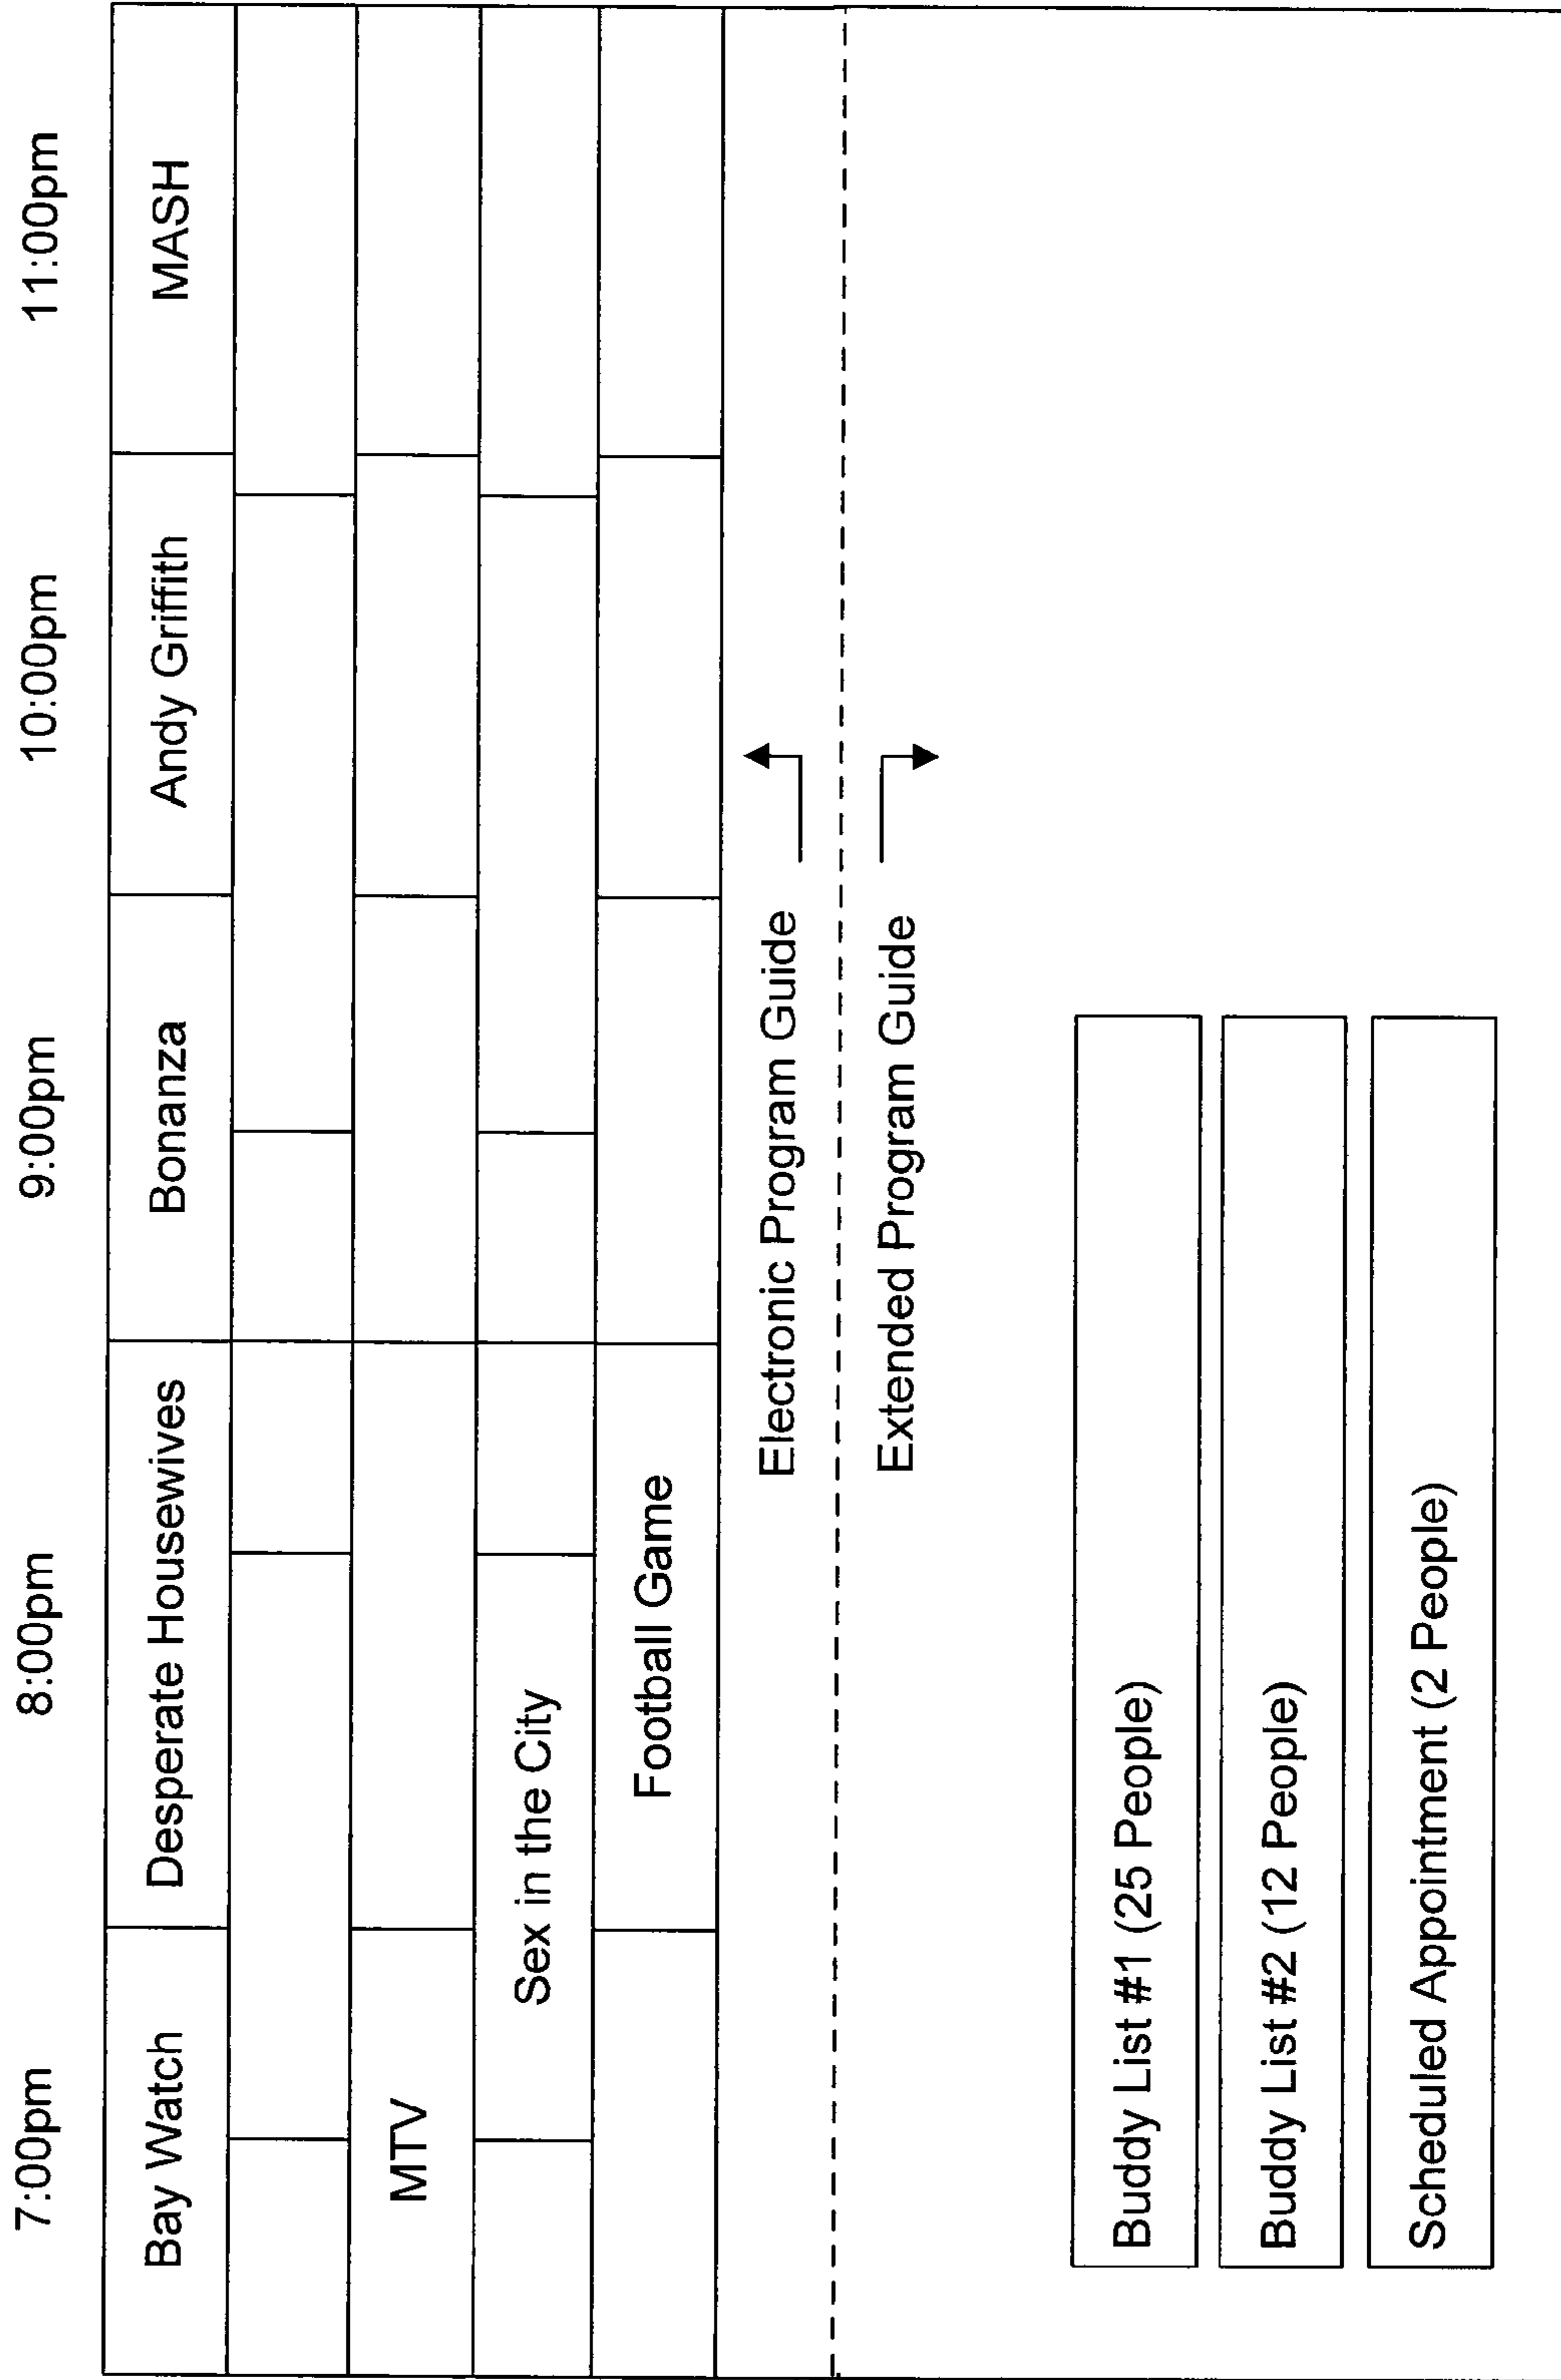 7:00pm 8:00pm 9:00pm 10:00pm 11:00pm
Bay Watch Desperate Housewives Bonanza Andy Griffith MASH
MTV
Sex in the City
Football Game
Electronic Program Guide
Extended Program Guide
Buddy List #1 (25 People)
Buddy List #2 (12 People)
Scheduled Appointment (2 People)